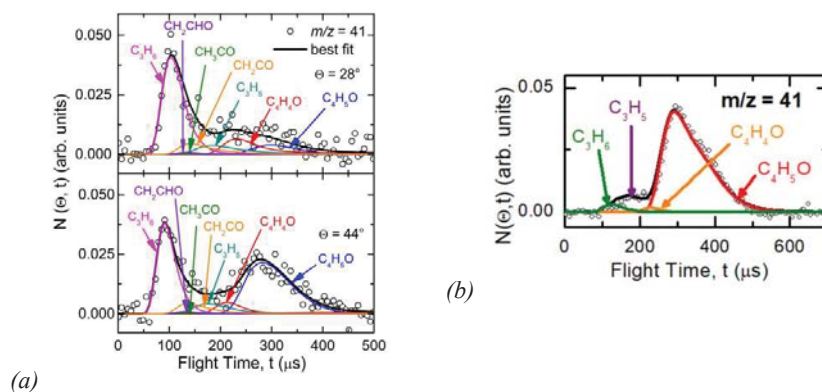 0.050
CH2CHO
CH3CO
CH2CO
C3H6
C3H5
C4H4O
C4H5O
m/z = 41
best fit
Θ = 28°
0.025
0.000
N (Θ, t) (arb. units)
0.050
CH2CHO
CH3CO
CH2CO
C3H6
C3H5
C4H4O
C4H5O
Θ = 44°
0.025
0.000
0 100 200 300 400 500
Flight Time, t (μs)
(a)
0.05
m/z = 41
C3H5
C3H6
C4H4O
C4H5O
N(Θ,t) (arb. units)
0.00
0 200 400 600
Flight Time, t (μs)
(b)